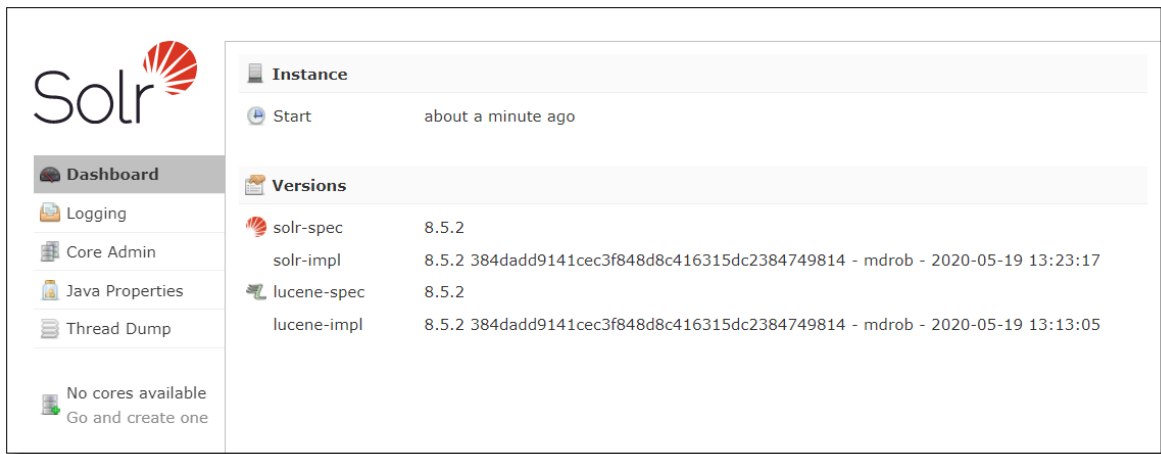 Solr
Dashboard
Logging
Core Admin
Java Properties
Thread Dump
No cores available
Go and create one
Instance
Start about a minute ago
Versions
solr-spec 8.5.2
solr-impl 8.5.2 384dadd9141cec3f848d8c416315dc2384749814 - mdrob - 2020-05-19 13:23:17
lucene-spec 8.5.2
lucene-impl 8.5.2 384dadd9141cec3f848d8c416315dc2384749814 - mdrob - 2020-05-19 13:13:05